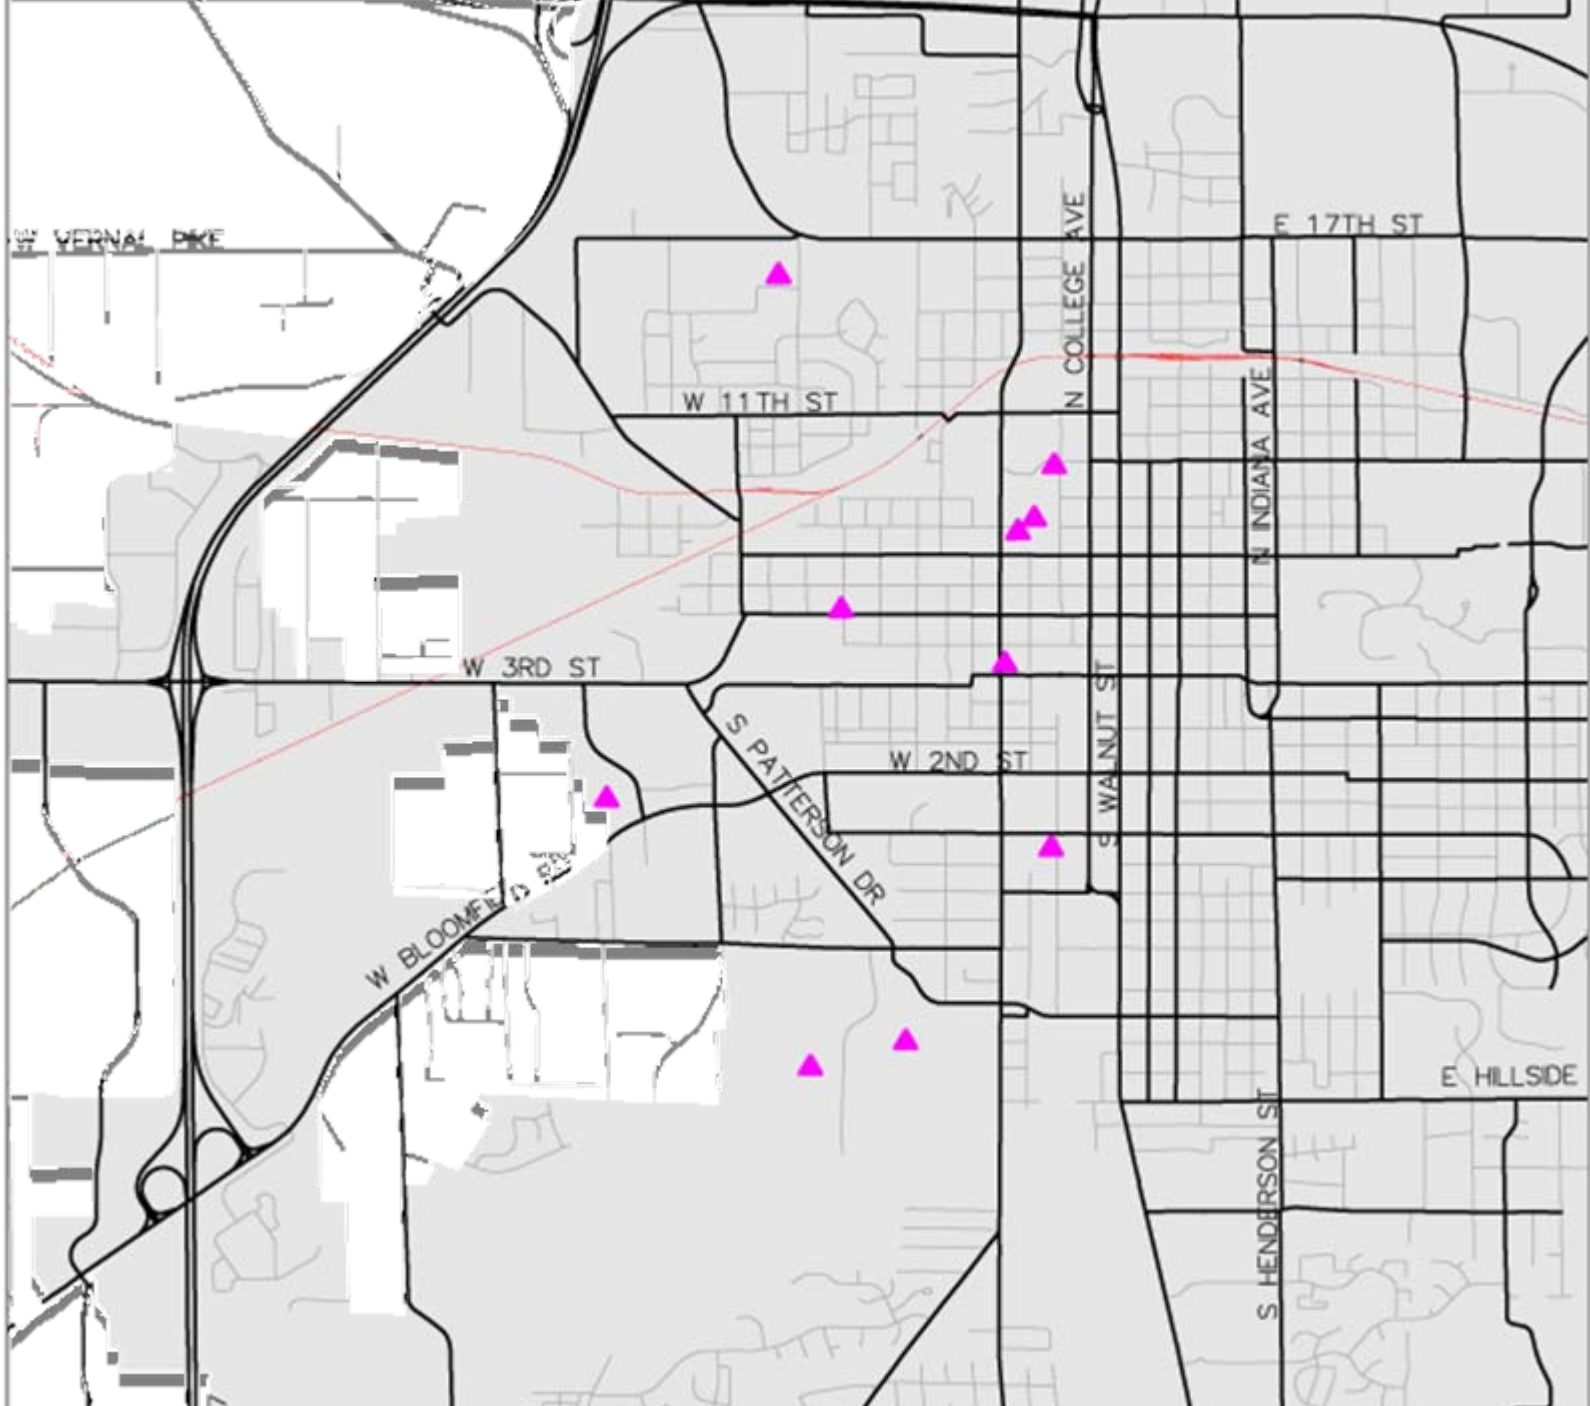 E 17TH ST
W VERNAL PIKE
N COLLEGE AVE
W 11TH ST
N INDIANA AVE
W 3RD ST
S PATTERSON DR
W 2ND ST
S WALNUT ST
W BLOOMFIELD RD
E HILLSIDE
S HENDERSON ST